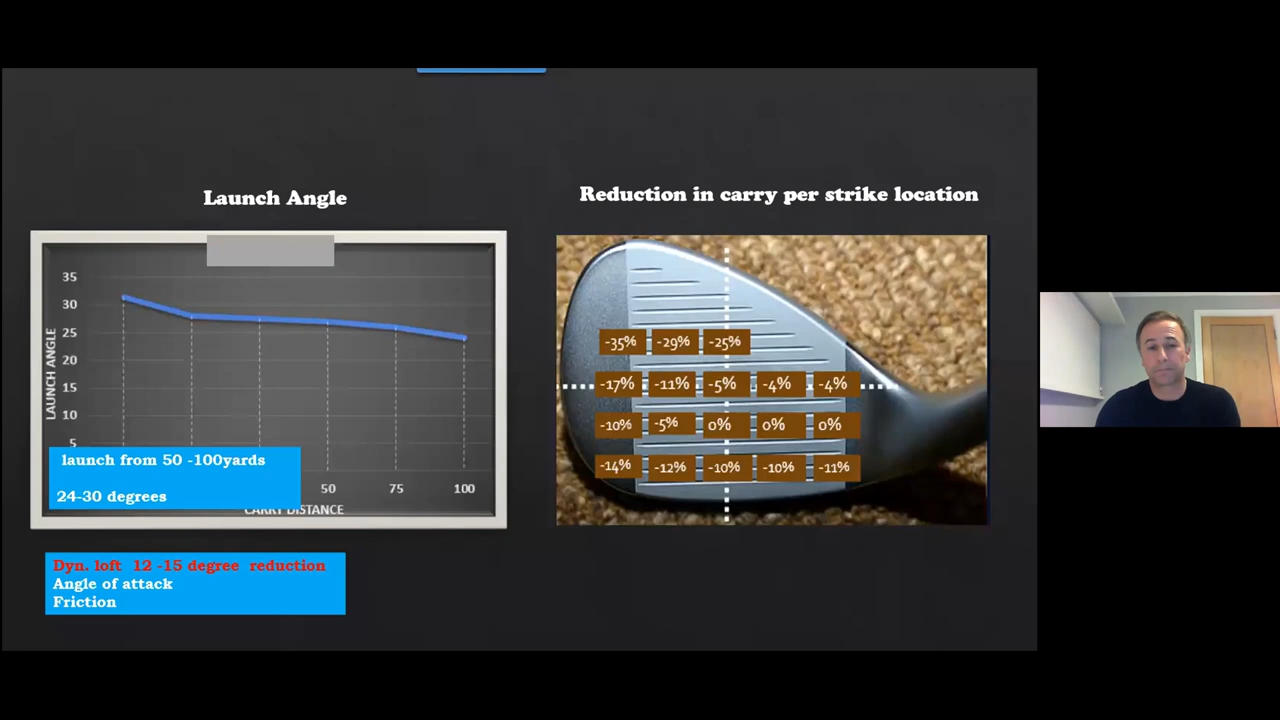 Launch Angle
35
30
25
20
15
10
5
LAUNCH ANGLE
launch from 50 -100yards
24-30 degrees
50 75 100
CARRY DISTANCE
Dyn. loft 12 -15 degree reduction
Angle of attack
Friction
Reduction in carry per strike location
-35% -29% -25%
-17% -11% -5% -4% -4%
-10% -5% 0% 0% 0%
-14% -12% -10% -10% -11%